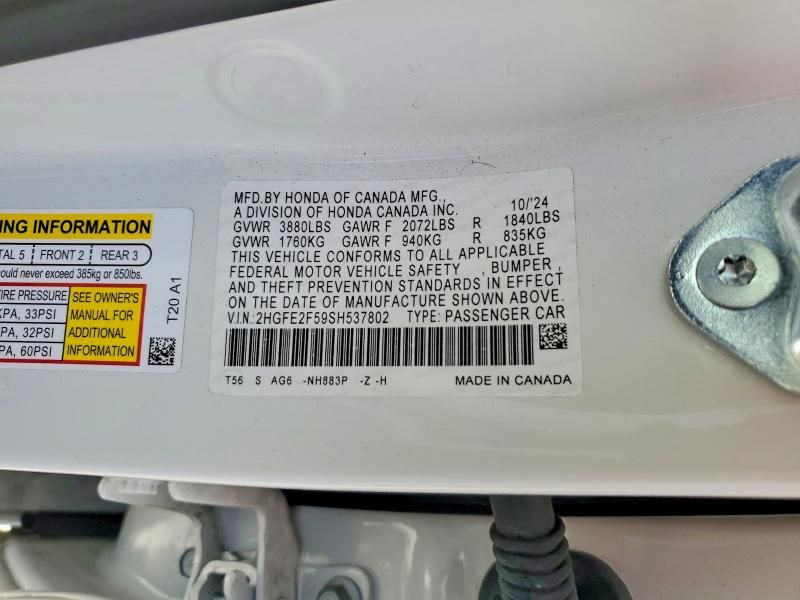 NG INFORMATION
TAL 5 FRONT 2 REAR 3
ould never exceed 385kg or 850lbs.
IRE PRESSURE
KPA, 33PSI
PA, 32PSI
PA, 60PSI
SEE OWNER'S
MANUAL FOR
ADDITIONAL
INFORMATION
T20 A1
MFD.BY HONDA OF CANADA MFG., 10/'24
A DIVISION OF HONDA CANADA INC.
GVWR 3880LBS GAWR F 2072LBS R 1840LBS
GVWR 1760KG GAWR F 940KG R 835KG
THIS VEHICLE CONFORMS TO ALL APPLICABLE
FEDERAL MOTOR VEHICLE SAFETY , BUMPER,
AND THEFT PREVENTION STANDARDS IN EFFECT
ON THE DATE OF MANUFACTURE SHOWN ABOVE.
V.I.N:2HGFE2F59SH537802 TYPE: PASSENGER CAR
T56 S AG6 -NH883P -Z -H MADE IN CANADA